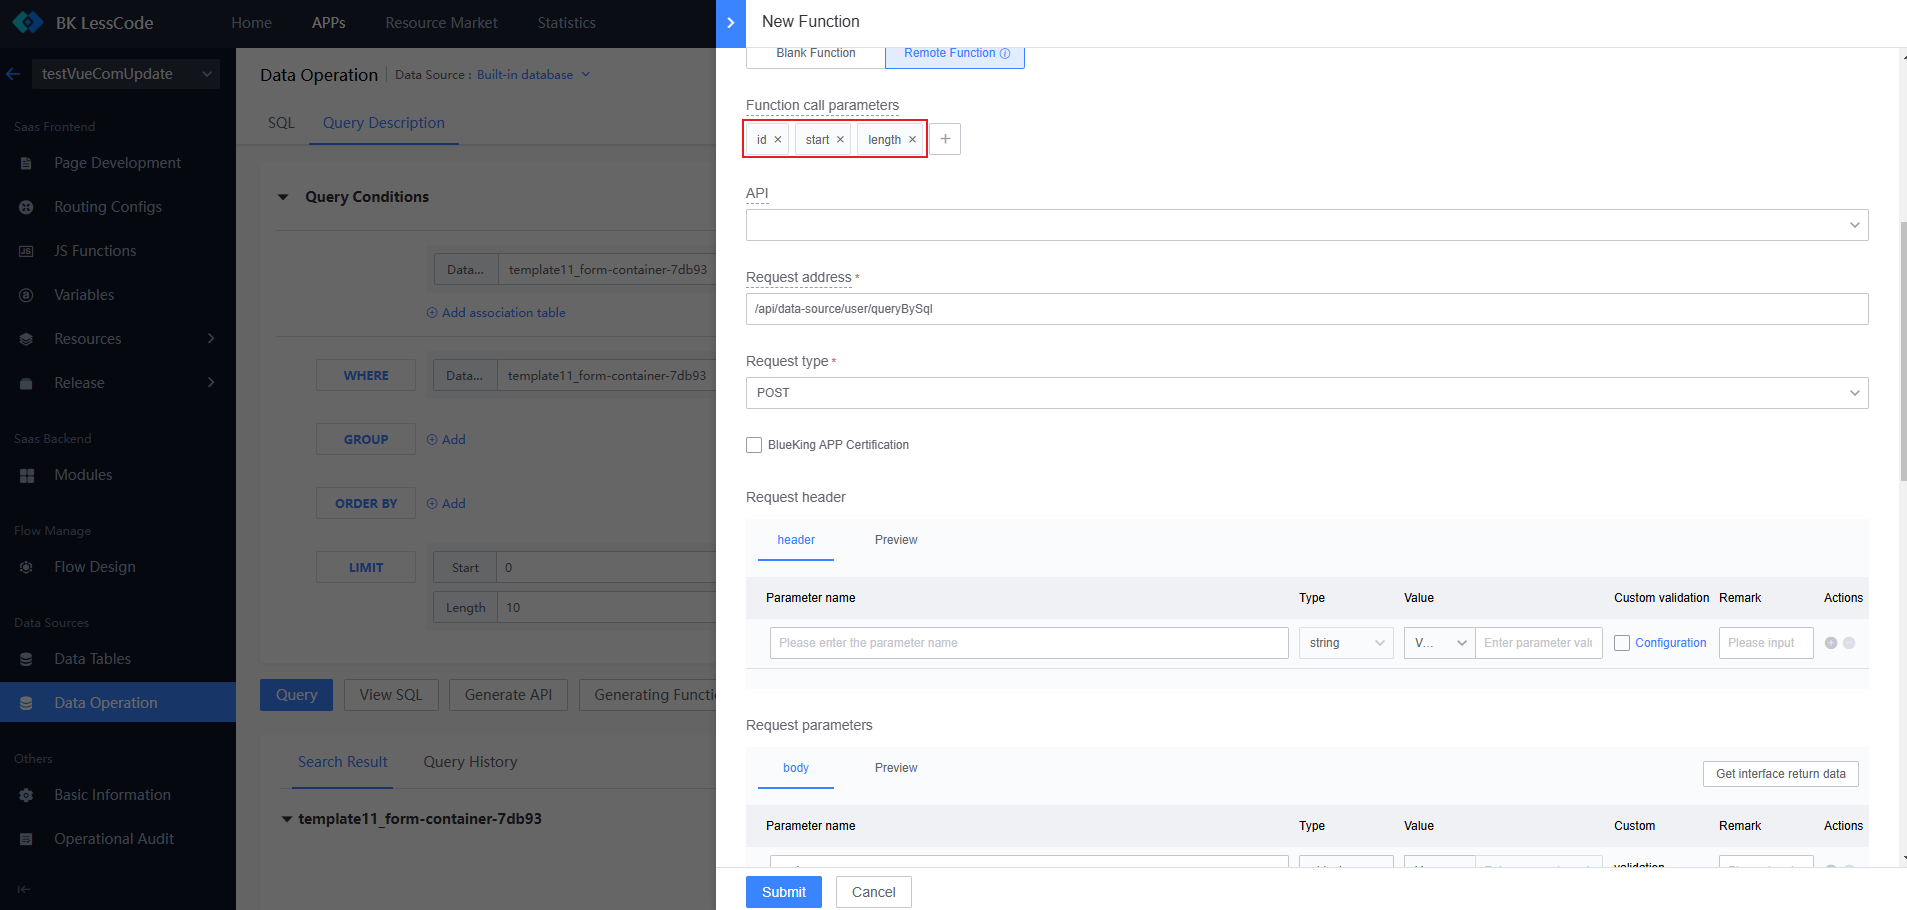 BK LessCode
Home
APPs
Resource Market
Statistics
New Function
testVueComUpdate
Data Operation
Data Source : Built-in database
Blank Function
Remote Function
SQL
Query Description
Function call parameters
id ×
start ×
length ×
+
Saas Frontend
Page Development
Routing Configs
JS Functions
Variables
Resources
Release
Saas Backend
Modules
Flow Manage
Flow Design
Data Sources
Data Tables
Data Operation
Others
Basic Information
Operational Audit
Query Conditions
Data...
template11_form-container-7db93
Add association table
WHERE
Data...
template11_form-container-7db93
GROUP
Add
ORDER BY
Add
LIMIT
Start
0
Length
10
Query
View SQL
Generate API
Generating Functi
Search Result
Query History
template11_form-container-7db93
API
Request address *
/api/data-source/user/queryBySql
Request type *
POST
BlueKing APP Certification
Request header
header
Preview
Parameter name
Type
Value
Custom validation
Remark
Actions
Please enter the parameter name
string
V...
Enter parameter valu
Configuration
Please input
Request parameters
body
Preview
Get interface return data
Parameter name
Type
Value
Custom
validation
Remark
Actions
Submit
Cancel